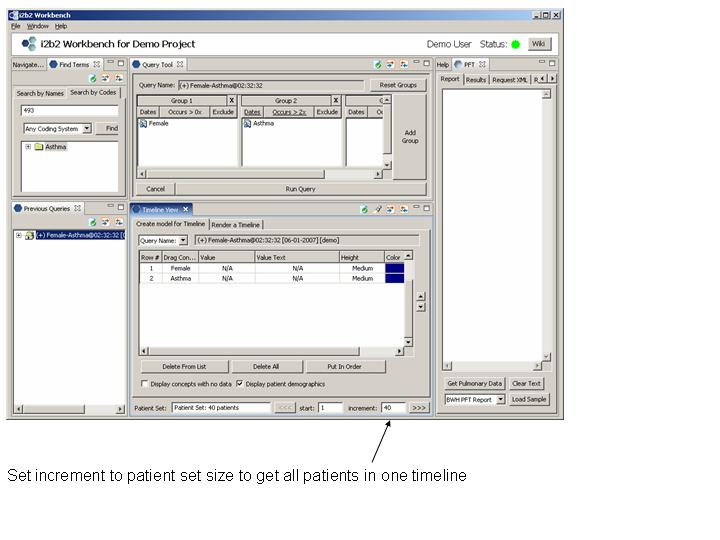 i2b2 Workbench
File Window Help
i2b2 Workbench for Demo Project
Demo User Status: Wiki
Navigate... Find Terms
Search by Names Search by Codes
493
Any Coding System Find
Asthma
Query Tool
Query Name: (+) Female-Asthma@02:32:32 Reset Groups
Group 1 X Group 2 X
Dates Occurs > 0x Exclude Dates Occurs > 2x Exclude Dates Oc
Female Asthma
Add
Group
Cancel Run Query
Help PFT
Report Results Request XML
Previous Queries
(+) Female-Asthma@02:32:32 [0
Timeline View
Create model for Timeline Render a Timeline
Query Name: (+) Female-Asthma@02:32:32 [06-01-2007] [demo]
Row # Drag Con... Value Value Text Height Color
1 Female N/A N/A Medium
2 Asthma N/A N/A Medium
Delete From List Delete All Put In Order
Display concepts with no data Display patient demographics
Patient Set: Patient Set: 40 patients <<< start: 1 increment: 40 >>>
Get Pulmonary Data Clear Text
BWH PFT Report Load Sample
Set increment to patient set size to get all patients in one timeline